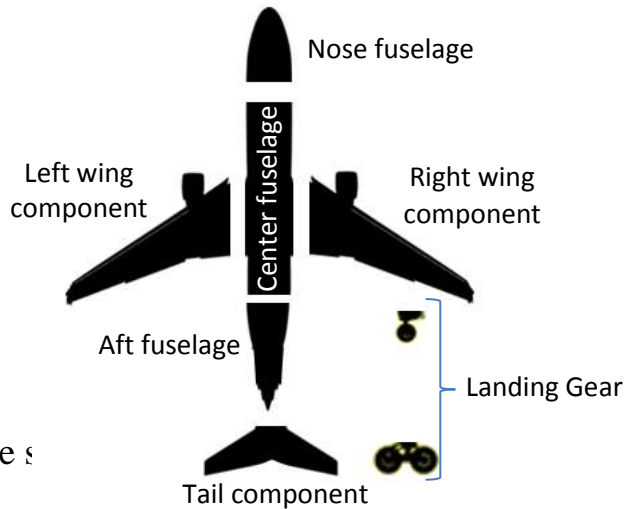 Nose fuselage
Center fuselage
Left wing
component
Right wing
component
Aft fuselage
Landing Gear
e
Tail component